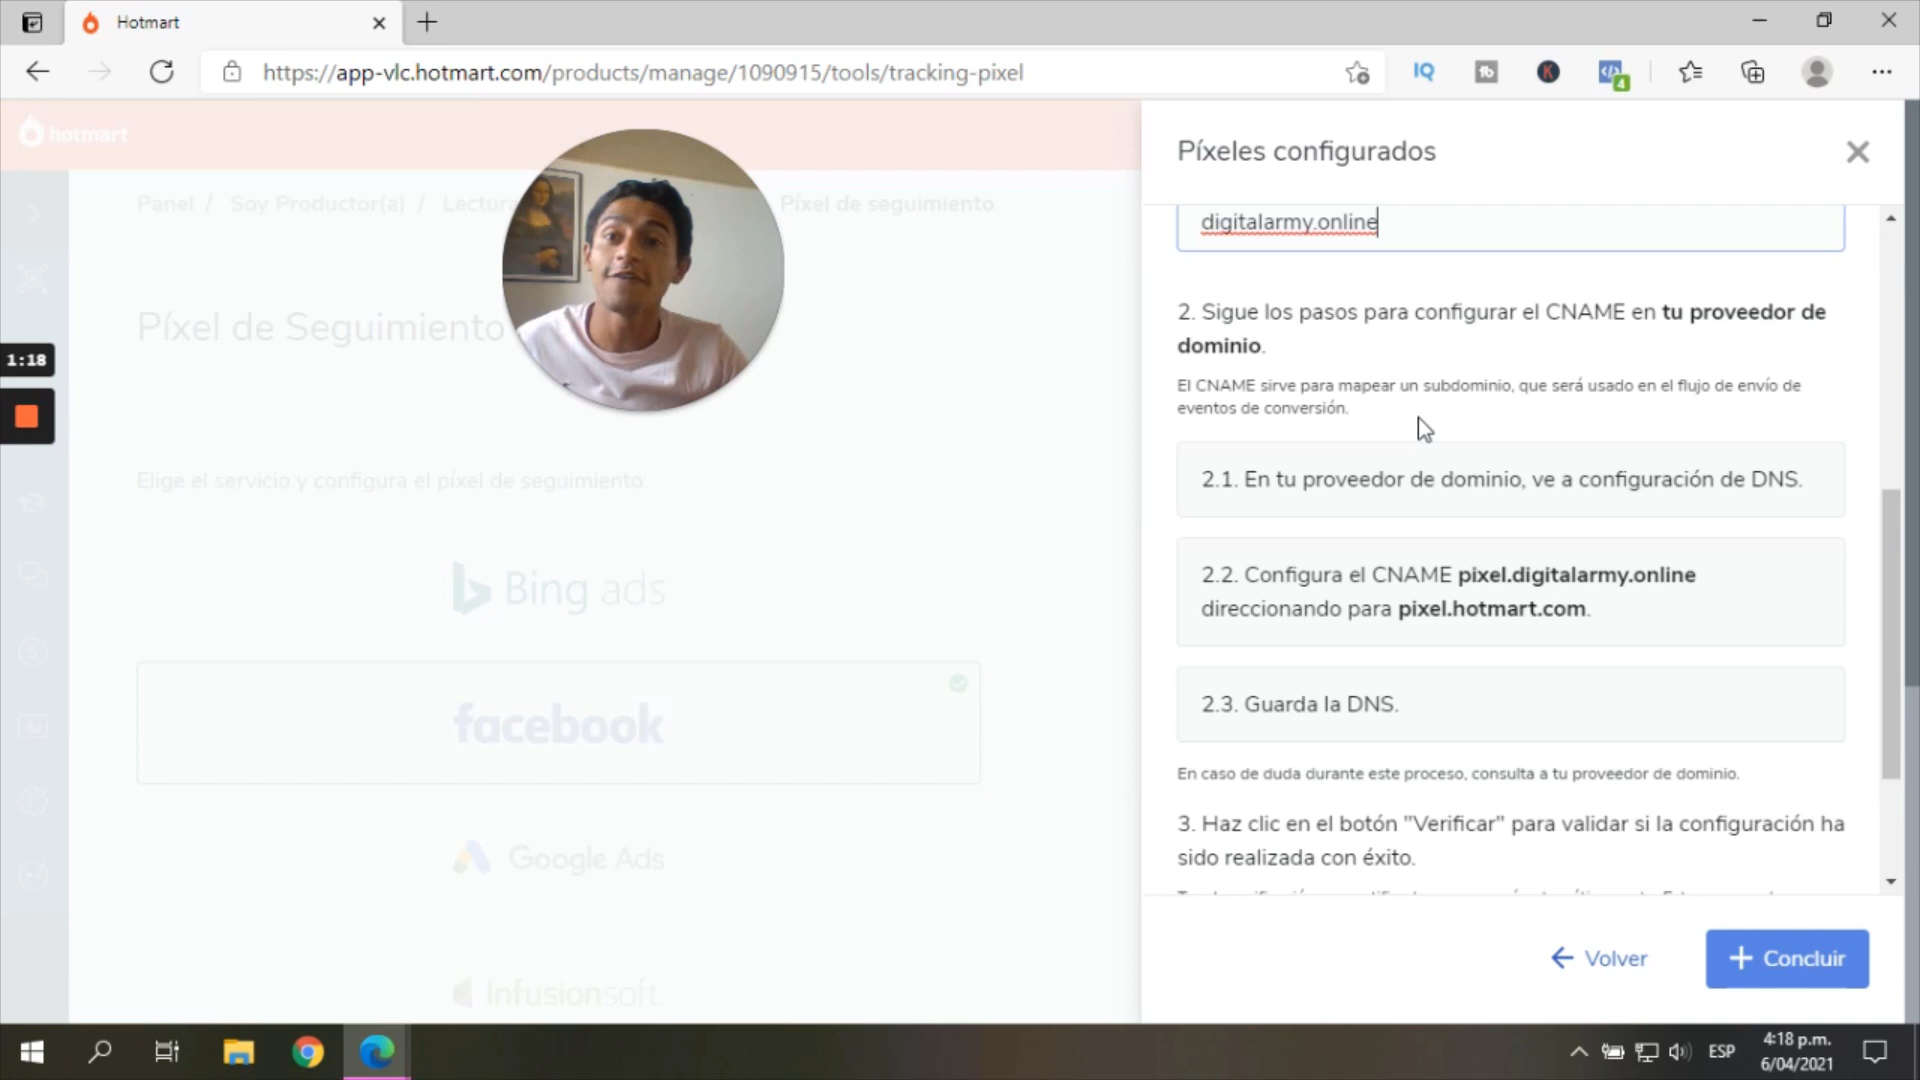 Hotmart
https://app-vlc.hotmart.com/products/manage/1090915/tools/tracking-pixel
IQ
4
hotmart
Panel / Soy Productor(a) / Lectura
Píxel de seguimiento
Píxel de Seguimiento
1:18
Elige el servicio y configura el píxel de seguimiento:
Bing ads
facebook
Google Ads
Infusionsoft
Píxeles configurados
digitalarmy.online
2. Sigue los pasos para configurar el CNAME en tu proveedor de
dominio.
El CNAME sirve para mapear un subdominio, que será usado en el flujo de envío de
eventos de conversión.
2.1. En tu proveedor de dominio, ve a configuración de DNS.
2.2. Configura el CNAME pixel.digitalarmy.online
direccionando para pixel.hotmart.com.
2.3. Guarda la DNS.
En caso de duda durante este proceso, consulta a tu proveedor de dominio.
3. Haz clic en el botón "Verificar" para validar si la configuración ha
sido realizada con éxito.
Volver
Concluir
ESP
4:18 p.m.
6/04/2021